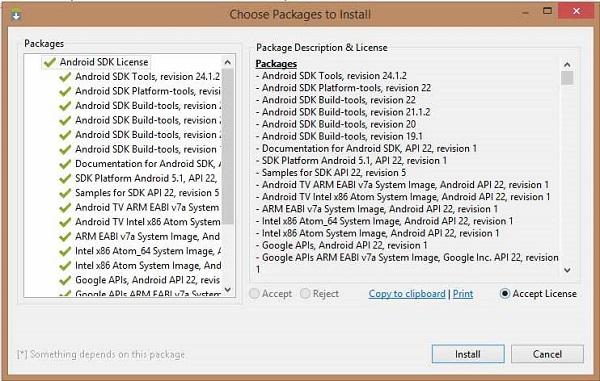 Choose Packages to Install
Packages
Android SDK License
Android SDK Tools, revision 24.1.2
Android SDK Platform-tools, revisi
Android SDK Build-tools, revision
Android SDK Build-tools, revision
Android SDK Build-tools, revision
Android SDK Build-tools, revision
Documentation for Android SDK,
SDK Platform Android 5.1, API 22,
Samples for SDK API 22, revision 5
Android TV ARM EABI v7a System
Android TV Intel x86 Atom System
ARM EABI v7a System Image, And
Intel x86 Atom_64 System Image,
Intel x86 Atom System Image, And
Google APIs, Android API 22, revis
Google APIs ARM EABI v7a System
Package Description & License
Packages
- Android SDK Tools, revision 24.1.2
- Android SDK Platform-tools, revision 22
- Android SDK Build-tools, revision 22
- Android SDK Build-tools, revision 21.1.2
- Android SDK Build-tools, revision 20
- Android SDK Build-tools, revision 19.1
- Documentation for Android SDK, API 22, revision 1
- SDK Platform Android 5.1, API 22, revision 1
- Samples for SDK API 22, revision 5
- Android TV ARM EABI v7a System Image, Android API 22, revision 1
- Android TV Intel x86 Atom System Image, Android API 22, revision 1
- ARM EABI v7a System Image, Android API 22, revision 1
- Intel x86 Atom_64 System Image, Android API 22, revision 1
- Intel x86 Atom System Image, Android API 22, revision 1
- Google APIs, Android API 22, revision 1
- Google APIs ARM EABI v7a System Image, Google Inc. API 22, revision
1
Accept Reject Copy to clipboard | Print Accept License
[*] Something depends on this package
Install Cancel